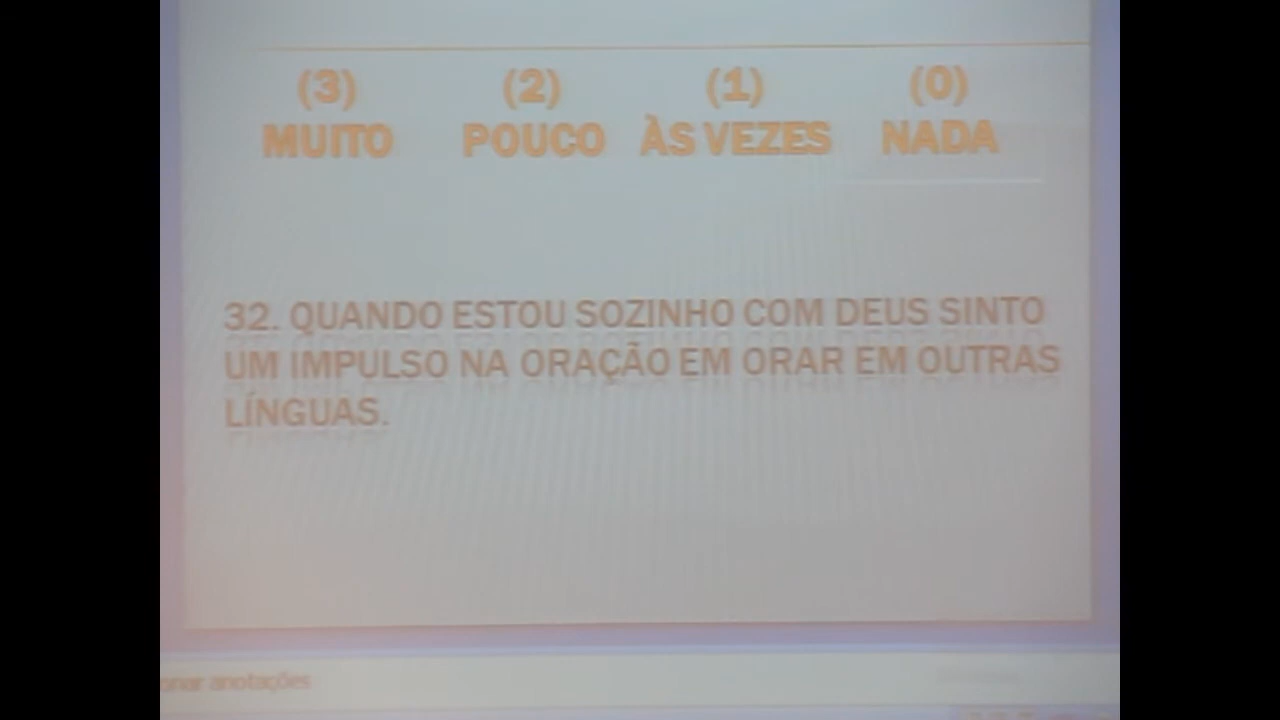 (3) (2) (1) (0)
MUITO POUCO ÀS VEZES NADA
32. QUANDO ESTOU SOZINHO COM DEUS SINTO
UM IMPULSO NA ORAÇÃO EM ORAR EM OUTRAS
LÍNGUAS.
anotações